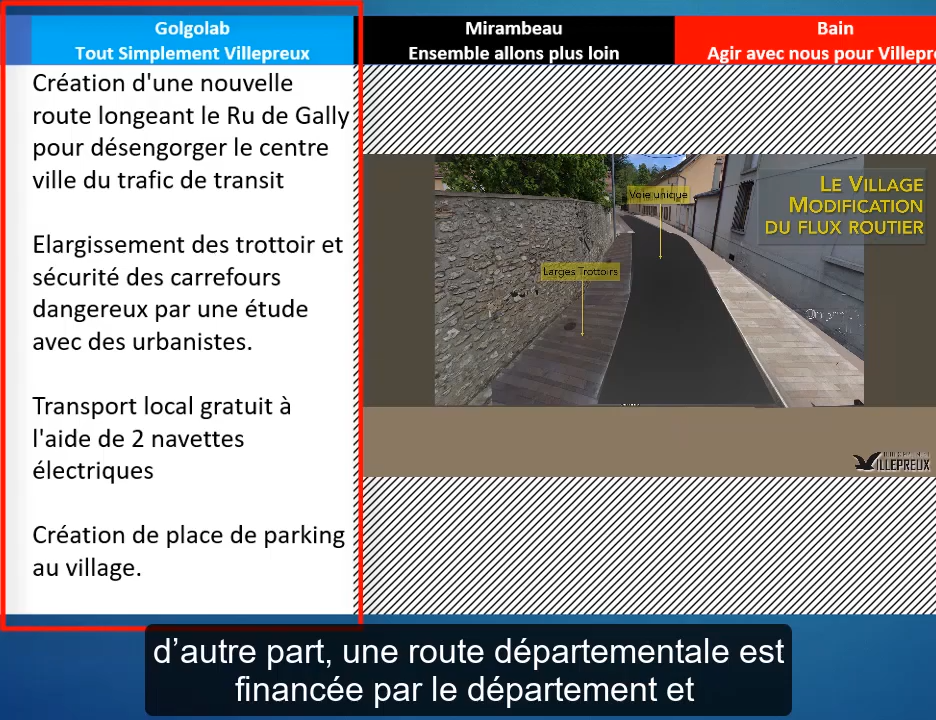 Golgolab
Tout Simplement Villepreux
Mirambeau
Ensemble allons plus loin
Bain
Agir avec nous pour Villepre
Création d'une nouvelle
route longeant le Ru de Gally
pour désengorger le centre
ville du trafic de transit
Elargissement des trottoir et
sécurité des carrefours
dangereux par une étude
avec des urbanistes.
Transport local gratuit à
l'aide de 2 navettes
électriques
Création de place de parking
au village.
LE VILLAGE
MODIFICATION
DU FLUX ROUTIER
Voie unique
Larges Trottoirs
ILLEPREUX
d’autre part, une route départementale est
financée par le département et